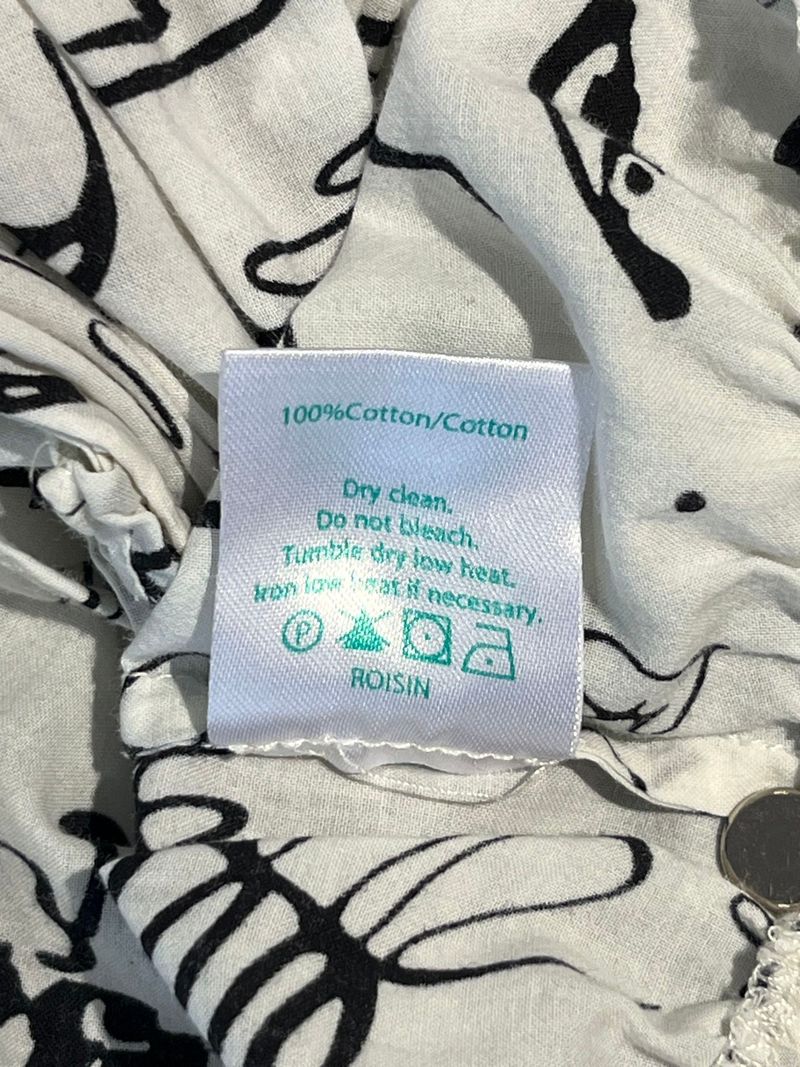 100%Cotton/Cotton
Dry clean.
Do not bleach.
Tumble dry low heat.
Iron low heat if necessary.
P
ROISIN